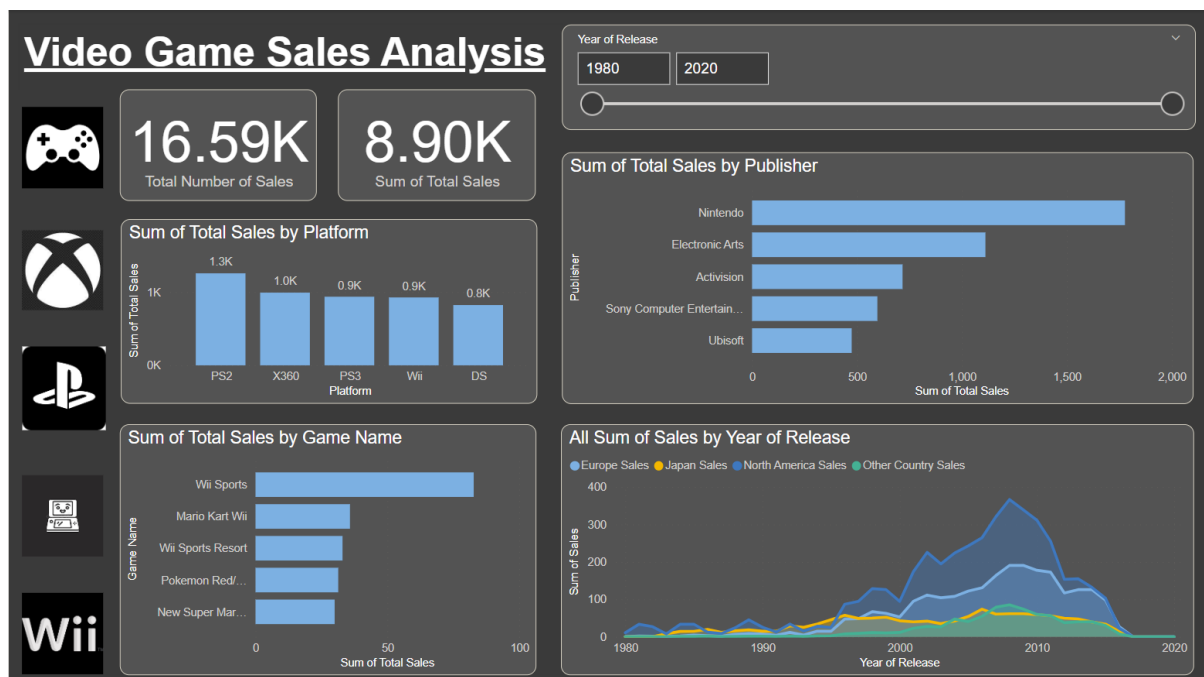 Video Game Sales Analysis
Year of Release
1980
2020
16.59K
Total Number of Sales
8.90K
Sum of Total Sales
Sum of Total Sales by Publisher
Publisher
Nintendo
Electronic Arts
Activision
Sony Computer Entertain...
Ubisoft
0 500 1,000 1,500 2,000
Sum of Total Sales
Sum of Total Sales by Platform
Sum of Total Sales
1K
0K
1.3K
1.0K
0.9K
0.9K
0.8K
PS2 X360 PS3 Wii DS
Platform
Sum of Total Sales by Game Name
Game Name
Wii Sports
Mario Kart Wii
Wii Sports Resort
Pokemon Red/...
New Super Mar...
0 50 100
Sum of Total Sales
All Sum of Sales by Year of Release
Europe Sales Japan Sales North America Sales Other Country Sales
Sum of Sales
400
300
200
100
0
1980 1990 2000 2010 2020
Year of Release
Wii